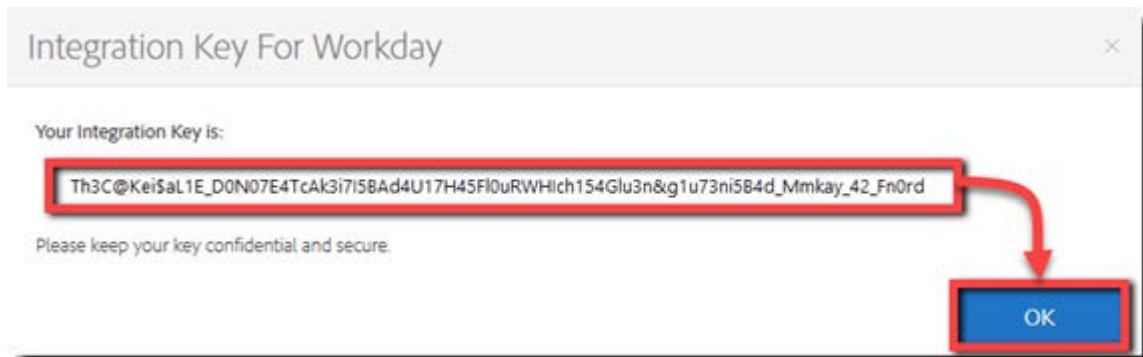 Integration Key For Workday
Your Integration Key is:
Th3C@Kei$aL1E_D0N07E4TcAk3i7I5BAd4U17H45Fl0uRWHIch154Glu3n&g1u73ni5B4d_Mmkay_42_Fn0rd
Please keep your key confidential and secure.
OK